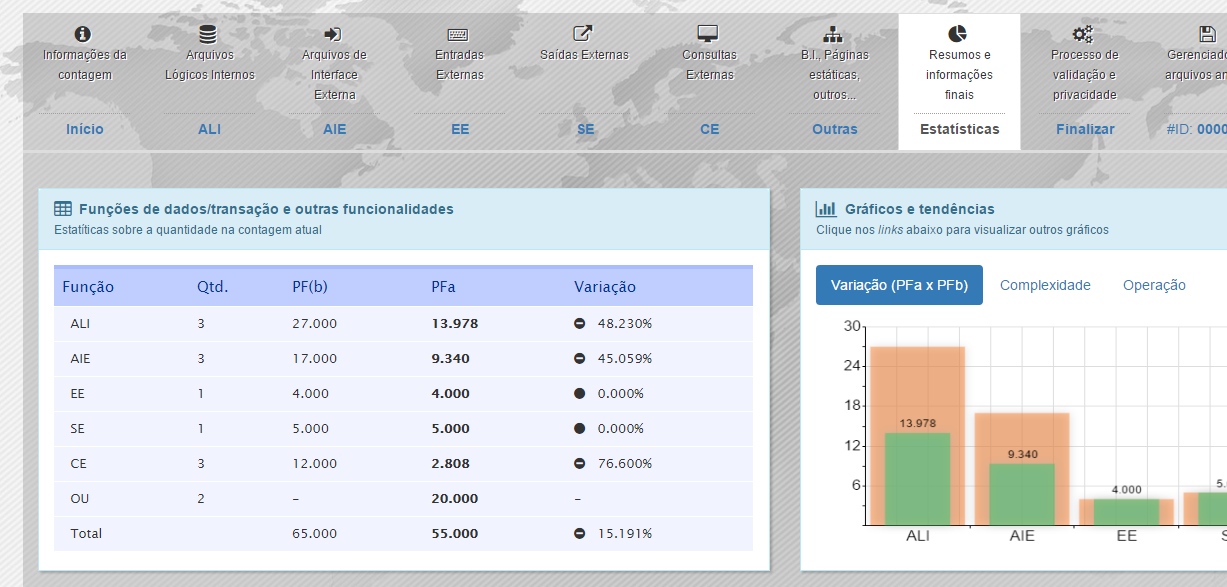 Informações da
contagem
Início
Arquivos
Lógicos Internos
ALI
Arquivos de
Interface
Externa
AIE
Entradas
Externas
EE
Saídas Externas
SE
Consultas
Externas
CE
B.I., Páginas
estáticas,
outros...
Outras
Resumos e
informações
finais
Estatísticas
Processo de
validação e
privacidade
Finalizar
Gerenciado
arquivos an
#ID: 0000
Funções de dados/transação e outras funcionalidades
Estatíticas sobre a quantidade na contagem atual
Função Qtd. PF(b) PFa Variação
ALI 3 27.000 13.978 48.230%
AIE 3 17.000 9.340 45.059%
EE 1 4.000 4.000 0.000%
SE 1 5.000 5.000 0.000%
CE 3 12.000 2.808 76.600%
OU 2 – 20.000 –
Total 65.000 55.000 15.191%
Gráficos e tendências
Clique nos links abaixo para visualizar outros gráficos
Variação (PFa x PFb) Complexidade Operação
30
24
18
12
6
13.978
9.340
4.000
5.
ALI AIE EE S